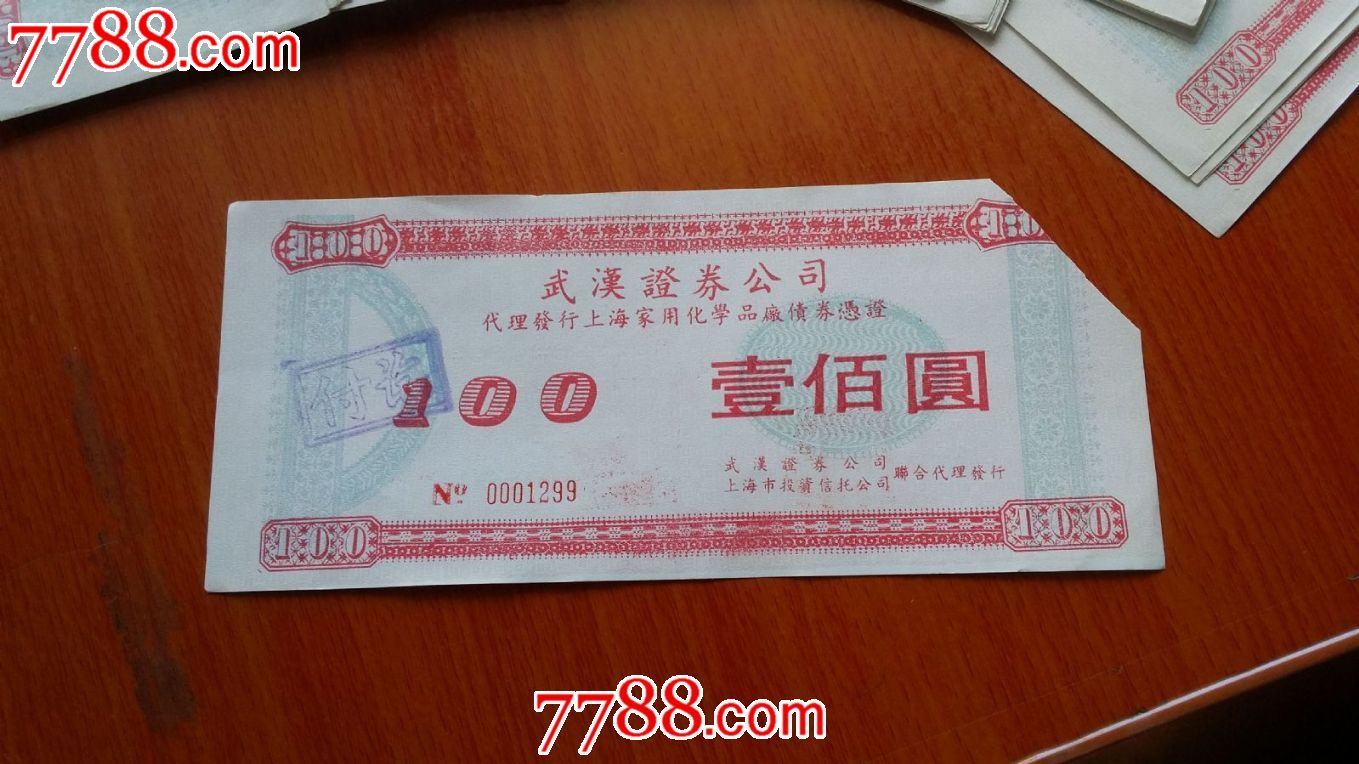 7788.com
100
100
100
武漢證券公司
代理發行上海家用化學品廠債券憑證
付讫
100 壹佰圓
武漢證券公司
上海市投資信托公司 聯合代理發行
Nº 0001299
100 100
7788.com